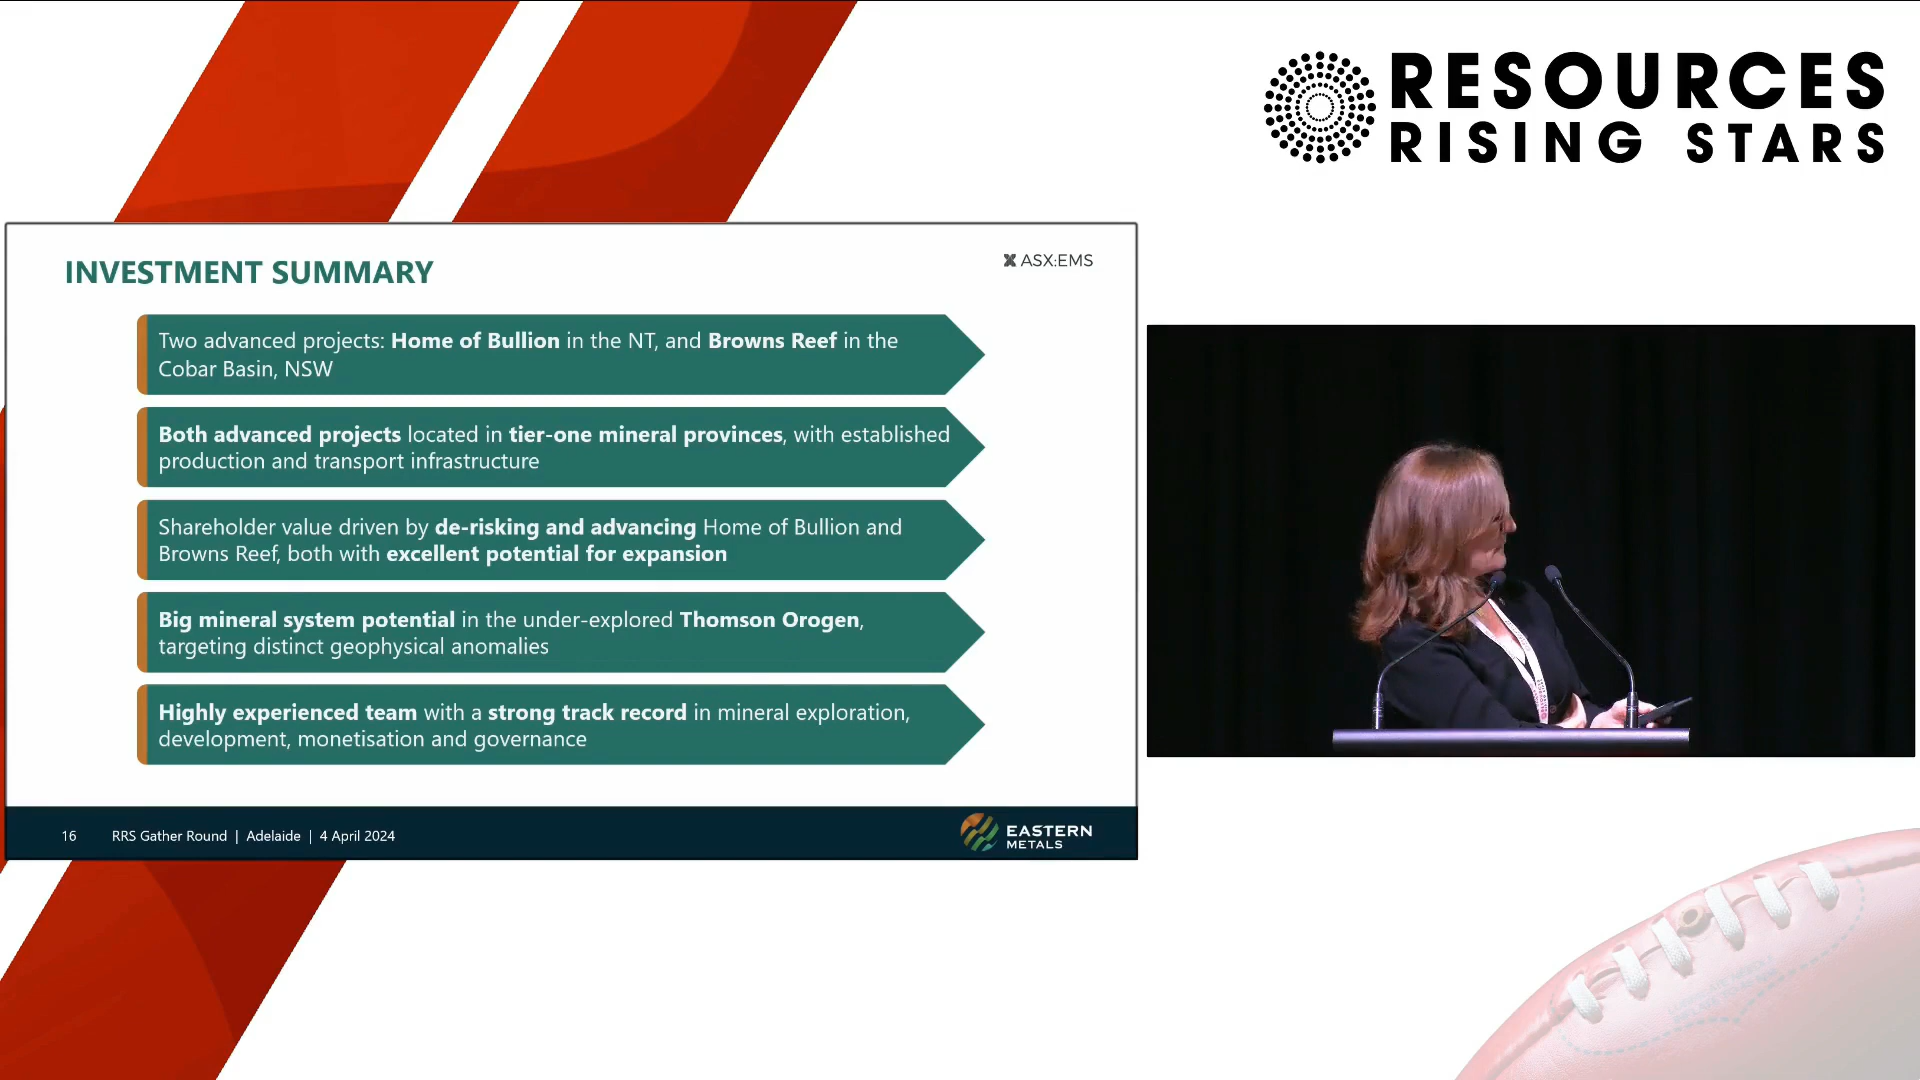 RESOURCES
RISING STARS
INVESTMENT SUMMARY
ASX:EMS
Two advanced projects: Home of Bullion in the NT, and Browns Reef in the
Cobar Basin, NSW
Both advanced projects located in tier-one mineral provinces, with established
production and transport infrastructure
Shareholder value driven by de-risking and advancing Home of Bullion and
Browns Reef, both with excellent potential for expansion
Big mineral system potential in the under-explored Thomson Orogen,
targeting distinct geophysical anomalies
Highly experienced team with a strong track record in mineral exploration,
development, monetisation and governance
16 RRS Gather Round | Adelaide | 4 April 2024
EASTERN
METALS